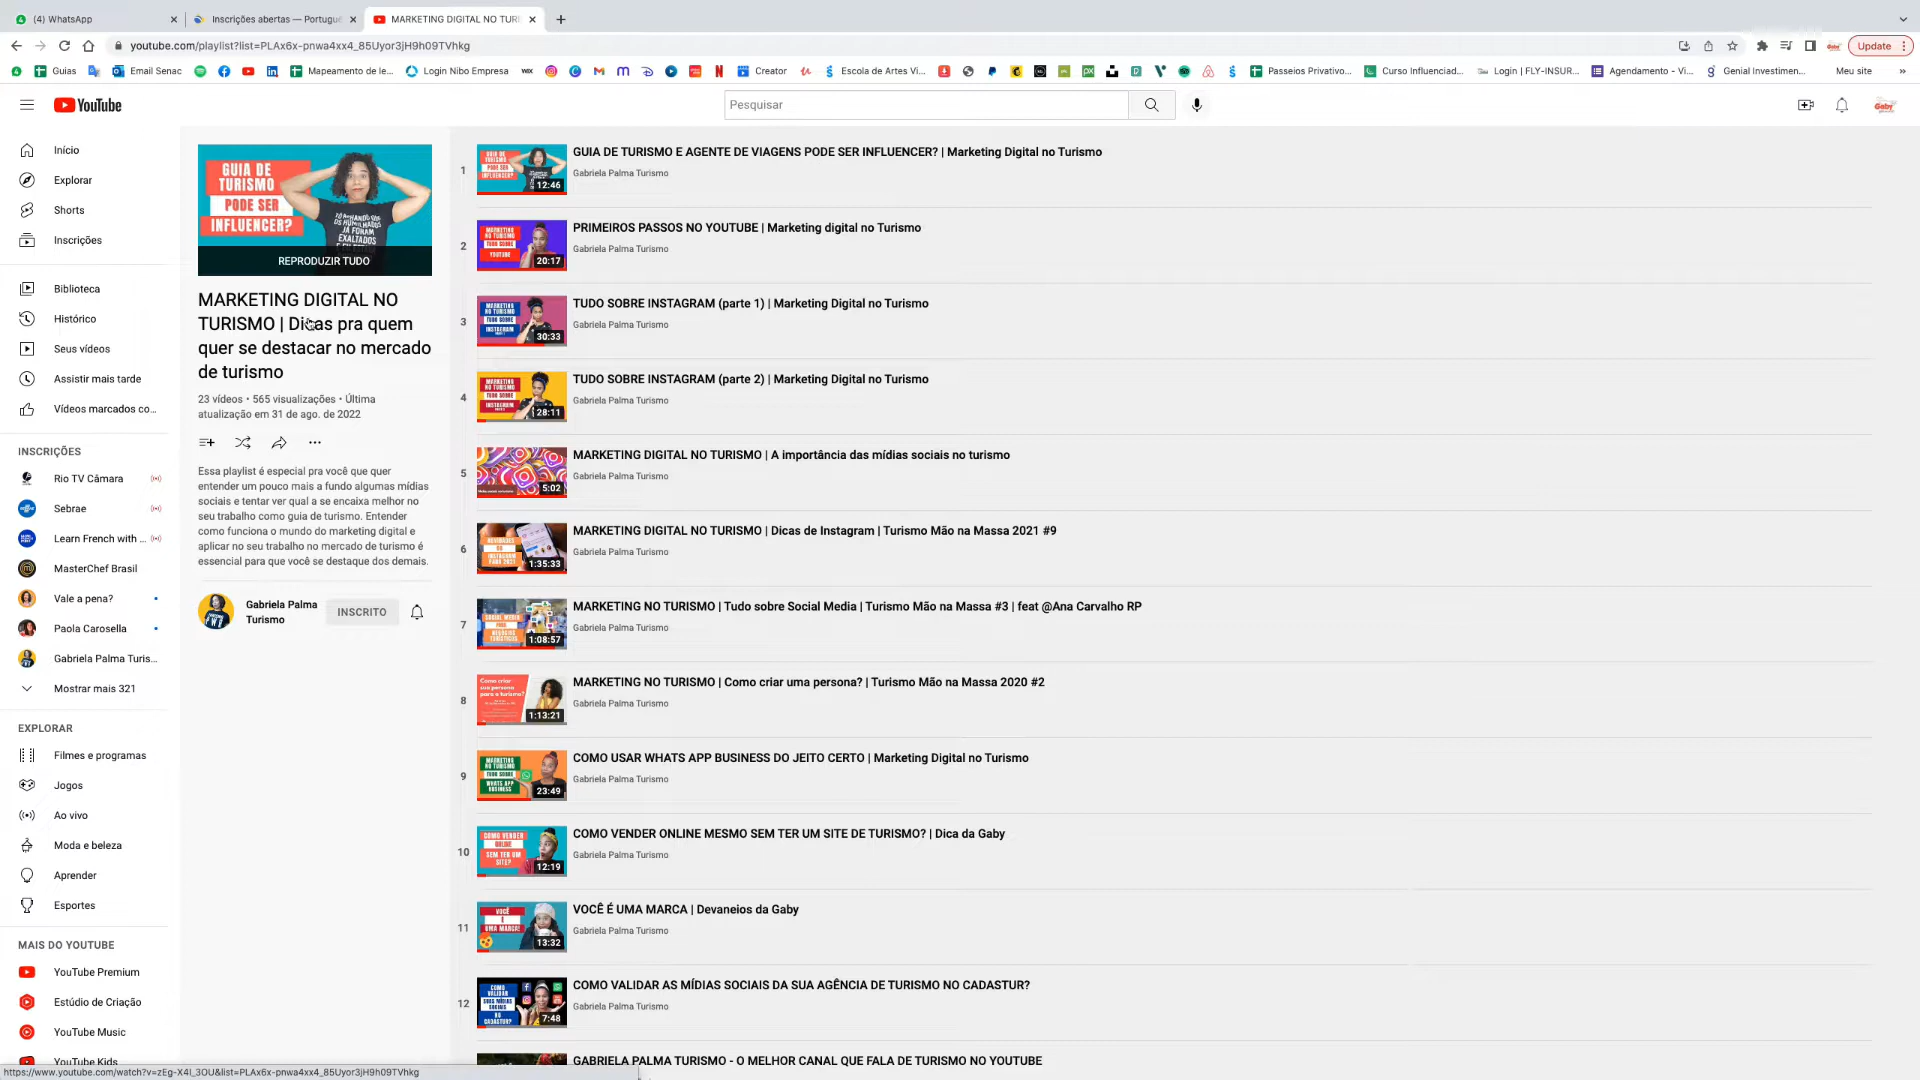 (4) WhatsApp
Inscrições abertas — Portuguê
MARKETING DIGITAL NO TURI
youtube.com/playlist?list=PLAx6x-pnwa4xx4_85Uyor3jH9h09TVhkg
Update
Guias
Email Senac
Mapeamento de le...
Login Nibo Empresa
Creator
Escola de Artes Vi...
Passeios Privativo...
Curso Influenciad...
Login | FLY-INSUR...
Agendamento - Vi...
Genial Investimen...
Meu site
YouTube
Pesquisar
Gaby
Início
Explorar
Shorts
Inscrições
Biblioteca
Histórico
Seus vídeos
Assistir mais tarde
Vídeos marcados co...
INSCRIÇÕES
Rio TV Câmara
Sebrae
Learn French with ...
MasterChef Brasil
Vale a pena?
Paola Carosella
Gabriela Palma Turis...
Mostrar mais 321
EXPLORAR
Filmes e programas
Jogos
Ao vivo
Moda e beleza
Aprender
Esportes
MAIS DO YOUTUBE
YouTube Premium
Estúdio de Criação
YouTube Music
YouTube Kids
GUIA DE
TURISMO
PODE SER
INFLUENCER?
REPRODUZIR TUDO
MARKETING DIGITAL NO
TURISMO | Dicas pra quem
quer se destacar no mercado
de turismo
23 vídeos • 565 visualizações • Última
atualização em 31 de ago. de 2022
Essa playlist é especial pra você que quer
entender um pouco mais a fundo algumas mídias
sociais e tentar ver qual a se encaixa melhor no
seu trabalho como guia de turismo. Entender
como funciona o mundo do marketing digital e
aplicar no seu trabalho no mercado de turismo é
essencial para que você se destaque dos demais.
Gabriela Palma
Turismo
INSCRITO
1
12:46
GUIA DE TURISMO E AGENTE DE VIAGENS PODE SER INFLUENCER? | Marketing Digital no Turismo
Gabriela Palma Turismo
2
20:17
PRIMEIROS PASSOS NO YOUTUBE | Marketing digital no Turismo
Gabriela Palma Turismo
3
30:33
TUDO SOBRE INSTAGRAM (parte 1) | Marketing Digital no Turismo
Gabriela Palma Turismo
4
28:11
TUDO SOBRE INSTAGRAM (parte 2) | Marketing Digital no Turismo
Gabriela Palma Turismo
5
5:02
MARKETING DIGITAL NO TURISMO | A importância das mídias sociais no turismo
Gabriela Palma Turismo
6
1:35:33
MARKETING DIGITAL NO TURISMO | Dicas de Instagram | Turismo Mão na Massa 2021 #9
Gabriela Palma Turismo
7
1:08:57
MARKETING NO TURISMO | Tudo sobre Social Media | Turismo Mão na Massa #3 | feat @Ana Carvalho RP
Gabriela Palma Turismo
8
1:13:21
MARKETING NO TURISMO | Como criar uma persona? | Turismo Mão na Massa 2020 #2
Gabriela Palma Turismo
9
23:49
COMO USAR WHATS APP BUSINESS DO JEITO CERTO | Marketing Digital no Turismo
Gabriela Palma Turismo
10
12:19
COMO VENDER ONLINE MESMO SEM TER UM SITE DE TURISMO? | Dica da Gaby
Gabriela Palma Turismo
11
13:32
VOCÊ É UMA MARCA | Devaneios da Gaby
Gabriela Palma Turismo
12
7:48
COMO VALIDAR AS MÍDIAS SOCIAIS DA SUA AGÊNCIA DE TURISMO NO CADASTUR?
Gabriela Palma Turismo
GABRIELA PALMA TURISMO - O MELHOR CANAL QUE FALA DE TURISMO NO YOUTUBE
https://www.youtube.com/watch?v=zEg-X4l_3OU&list=PLAx6x-pnwa4xx4_85Uyor3jH9h09TVhkg